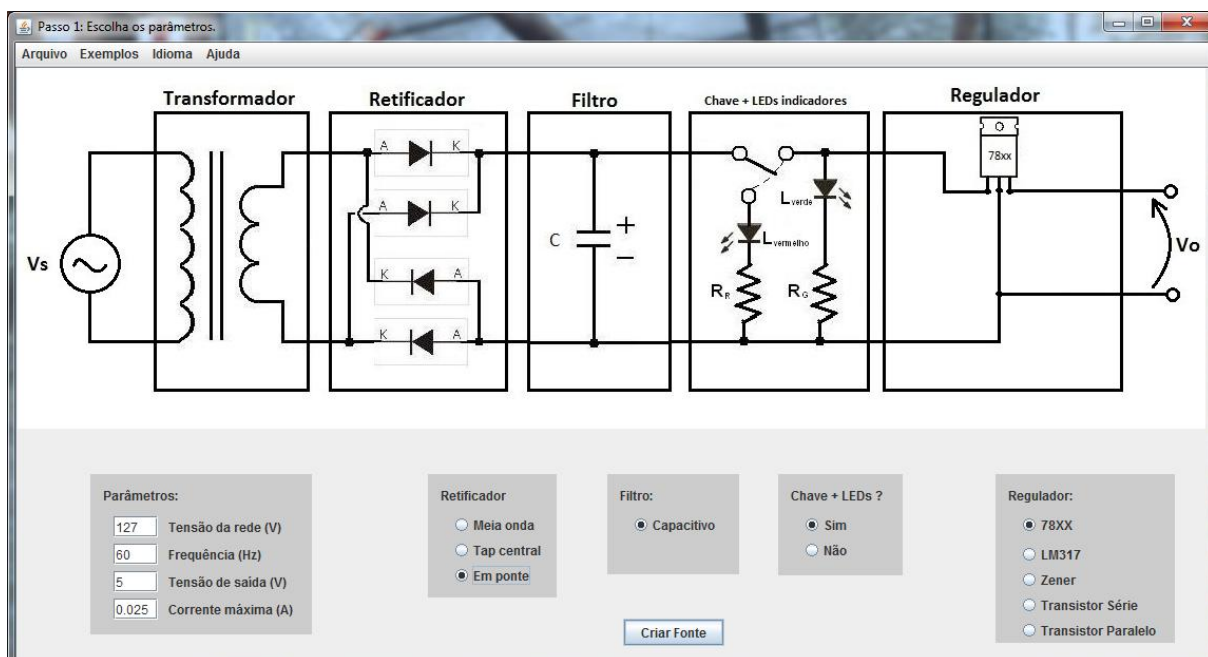 Passo 1: Escolha os parâmetros.
Arquivo Exemplos Idioma Ajuda
Transformador
Retificador
Filtro
Chave + LEDs indicadores
Regulador
A K
A K
K A
K A
Vs
C
+
−
Lverde
Lvermelho
RR
RG
78xx
Vo
Parâmetros:
127 Tensão da rede (V)
60 Frequência (Hz)
5 Tensão de saída (V)
0.025 Corrente máxima (A)
Retificador
Meia onda
Tap central
Em ponte
Filtro:
Capacitivo
Chave + LEDs ?
Sim
Não
Regulador:
78XX
LM317
Zener
Transistor Série
Transistor Paralelo
Criar Fonte